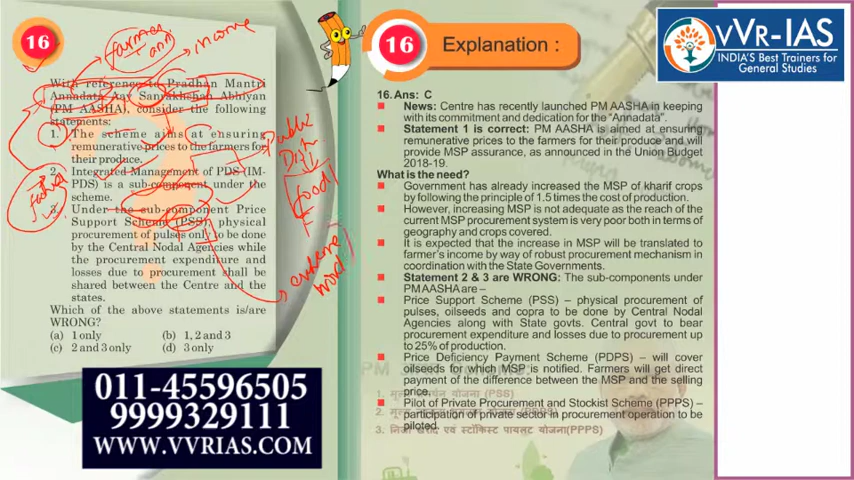 16
farmer
Ann
income
With reference to Pradhan Mantri
Annadata Aay Sanrakhshan Abhiyan
(PM AASHA), consider the following
statements:
1. The scheme aims at ensuring
remunerative prices to the farmers for
their produce.
2. Integrated Management of PDS (IM-
PDS) is a sub-component under the
scheme.
3. Under the sub-component Price
Support Scheme (PSS), physical
procurement of pulses only to be done
by the Central Nodal Agencies while
the procurement expenditure and
losses due to procurement shall be
shared between the Centre and the
states.
Which of the above statements is/are
WRONG?
(a) 1 only (b) 1, 2 and 3
(c) 2 and 3 only (d) 3 only
Public
food
extreme
word
011-45596505
9999329111
WWW.VVRIAS.COM
16 Explanation :
16. Ans: C
News: Centre has recently launched PM AASHA in keeping
with its commitment and dedication for the "Annadata".
Statement 1 is correct: PM AASHA is aimed at ensuring
remunerative prices to the farmers for their produce and will
provide MSP assurance, as announced in the Union Budget
2018-19.
What is the need?
Government has already increased the MSP of kharif crops
by following the principle of 1.5 times the cost of production.
However, increasing MSP is not adequate as the reach of the
current MSP procurement system is very poor both in terms of
geography and crops covered.
It is expected that the increase in MSP will be translated to
farmer's income by way of robust procurement mechanism in
coordination with the State Governments.
Statement 2 & 3 are WRONG: The sub-components under
PM AASHA are –
Price Support Scheme (PSS) – physical procurement of
pulses, oilseeds and copra to be done by Central Nodal
Agencies along with State govts. Central govt to bear
procurement expenditure and losses due to procurement up
to 25% of production.
Price Deficiency Payment Scheme (PDPS) – will cover
oilseeds for which MSP is notified. Farmers will get direct
payment of the difference between the MSP and the selling
price.
Pilot of Private Procurement and Stockist Scheme (PPPS) –
participation of private sector in procurement operation to be
piloted.
1. योजना (PSS)
2.
3. निजी खरीद एवं स्टॉकिस्ट पायलट योजना(PPPS)
vVr-IAS
INDIA'S Best Trainers for
General Studies